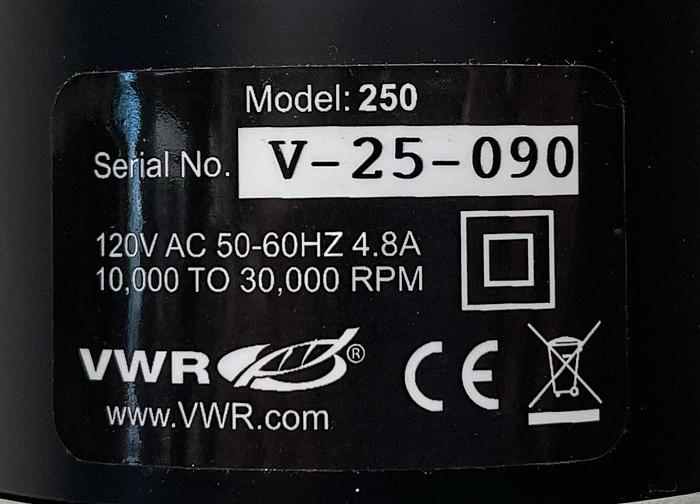 Model: 250
Serial No. V-25-090
120V AC 50-60HZ 4.8A
10,000 TO 30,000 RPM
VWR ®
CE
www.VWR.com